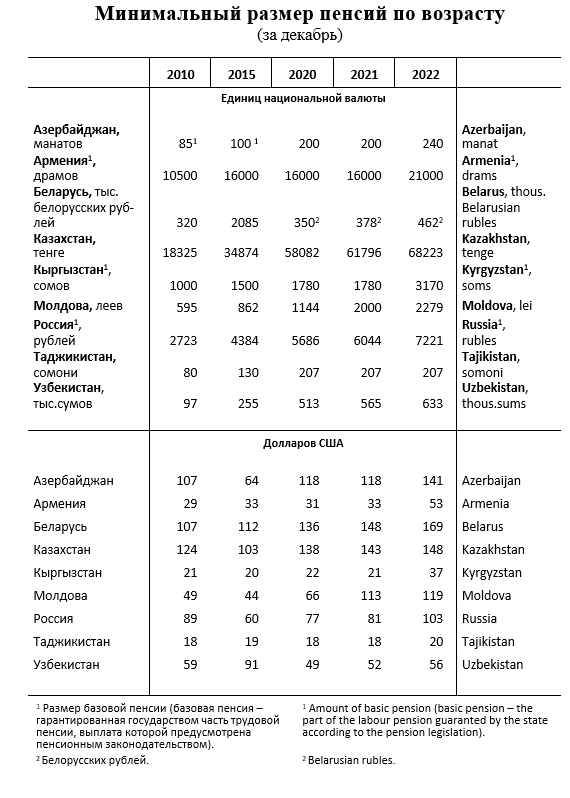 Минимальный размер пенсий по возрасту
(за декабрь)
2010 2015 2020 2021 2022
Единиц национальной валюты
Азербайджан, Azerbaijan,
манатов 85¹ 100 ¹ 200 200 240 manat
Армения¹, Armenia¹,
драмов 10500 16000 16000 16000 21000 drams
Беларусь, тыс. Belarus, thous.
белорусских руб- Belarusian
лей 320 2085 350² 378² 462² rubles
Казахстан, Kazakhstan,
тенге 18325 34874 58082 61796 68223 tenge
Кыргызстан¹, Kyrgyzstan¹,
сомов 1000 1500 1780 1780 3170 soms
Молдова, леев 595 862 1144 2000 2279 Moldova, lei
Россия¹, Russia¹,
рублей 2723 4384 5686 6044 7221 rubles
Таджикистан, Tajikistan,
сомони 80 130 207 207 207 somoni
Узбекистан, Uzbekistan,
тыс.сумов 97 255 513 565 633 thous.sums
Долларов США
Азербайджан 107 64 118 118 141 Azerbaijan
Армения 29 33 31 33 53 Armenia
Беларусь 107 112 136 148 169 Belarus
Казахстан 124 103 138 143 148 Kazakhstan
Кыргызстан 21 20 22 21 37 Kyrgyzstan
Молдова 49 44 66 113 119 Moldova
Россия 89 60 77 81 103 Russia
Таджикистан 18 19 18 18 20 Tajikistan
Узбекистан 59 91 49 52 56 Uzbekistan
¹ Размер базовой пенсии (базовая пенсия –
гарантированная государством часть трудовой
пенсии, выплата которой предусмотрена
пенсионным законодательством).
² Белорусских рублей.
¹ Amount of basic pension (basic pension – the
part of the labour pension guaranted by the state
according to the pension legislation).
² Belarusian rubles.